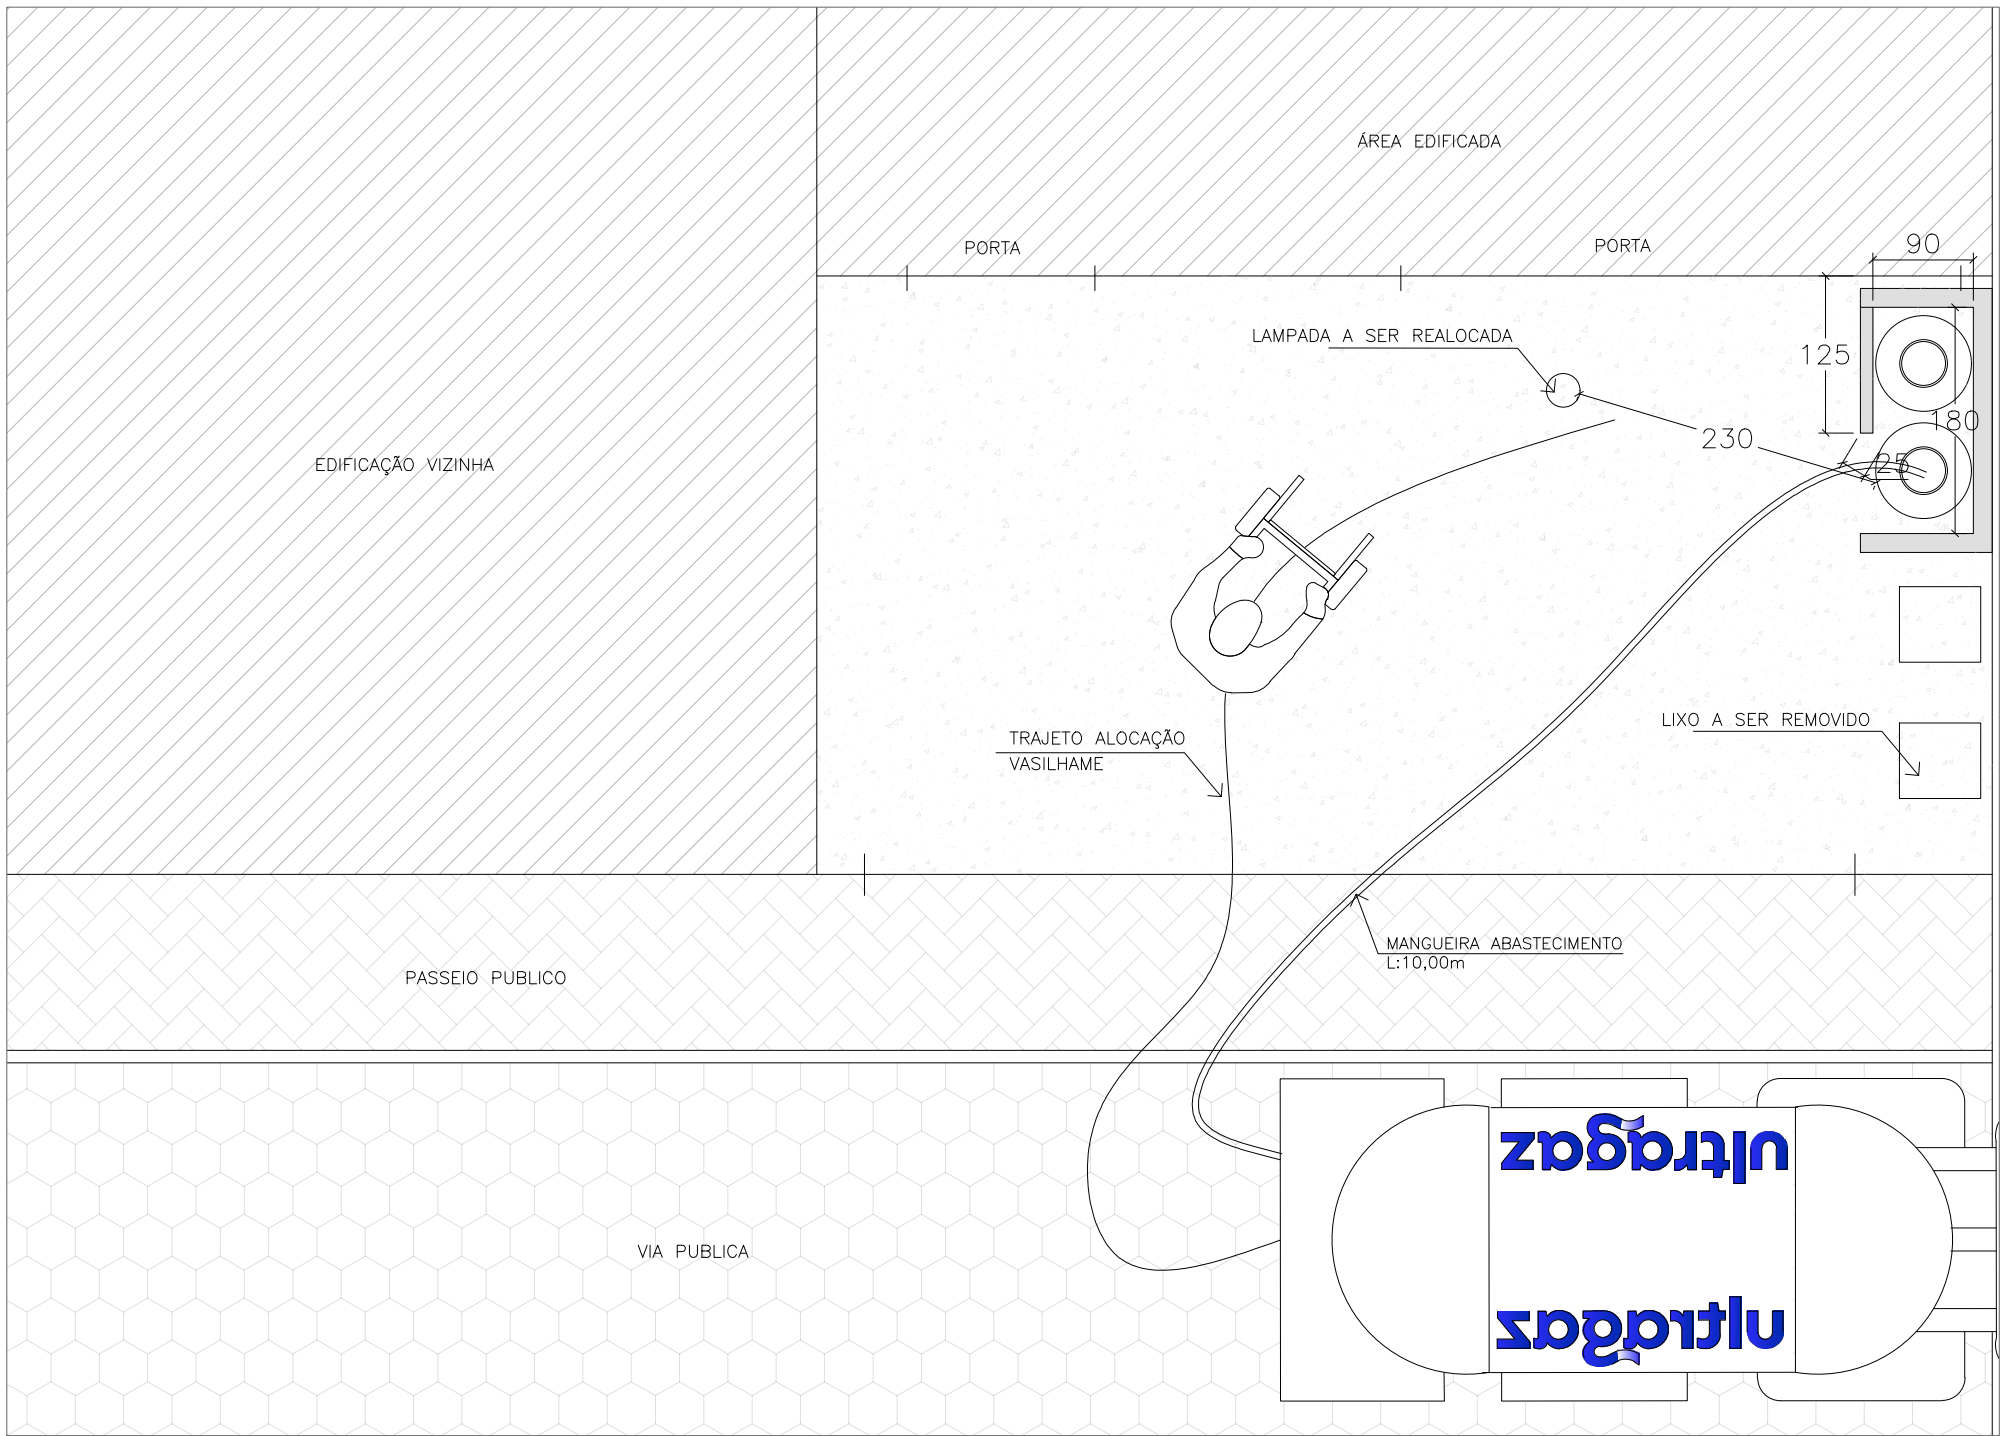 ÁREA EDIFICADA
PORTA
PORTA
90
LAMPADA A SER REALOCADA
125
180
230
25
EDIFICAÇÃO VIZINHA
LIXO A SER REMOVIDO
TRAJETO ALOCAÇÃO
VASILHAME
MANGUEIRA ABASTECIMENTO
L:10,00m
PASSEIO PUBLICO
ultragaz
VIA PUBLICA
ultragaz